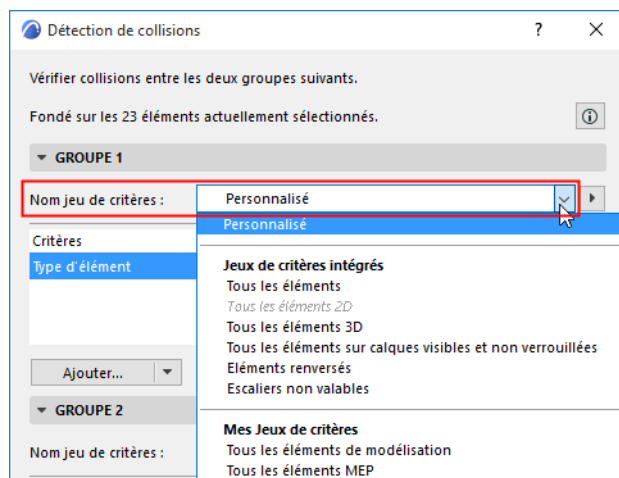 Détection de collisions
?
Vérifier collisions entre les deux groupes suivants.
Fondé sur les 23 éléments actuellement sélectionnés.
GROUPE 1
Nom jeu de critères : Personnalisé
Personnalisé
Critères
Type d'élément
Jeux de critères intégrés
Tous les éléments
Tous les éléments 2D
Tous les éléments 3D
Tous les éléments sur calques visibles et non verrouillées
Eléments renversés
Escaliers non valables
Ajouter...
GROUPE 2
Mes Jeux de critères
Nom jeu de critères :
Tous les éléments de modélisation
Tous les éléments MEP